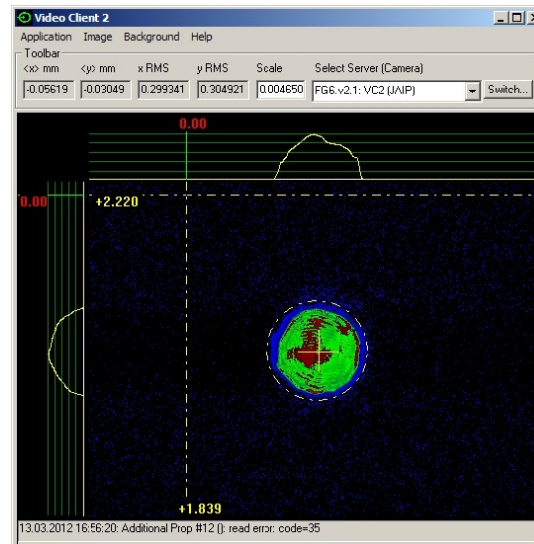 Video Client 2
Application Image Background Help
Toolbar
<x> mm <y> mm x RMS y RMS Scale Select Server (Camera)
-0.05619 -0.03049 0.299341 0.304921 0.004650 FG6.v2.1: VC2 (JAIP) Switch...
0.00
0.00
+2.220
+1.839
13.03.2012 16:56:20: Additional Prop #12 (): read error: code=35